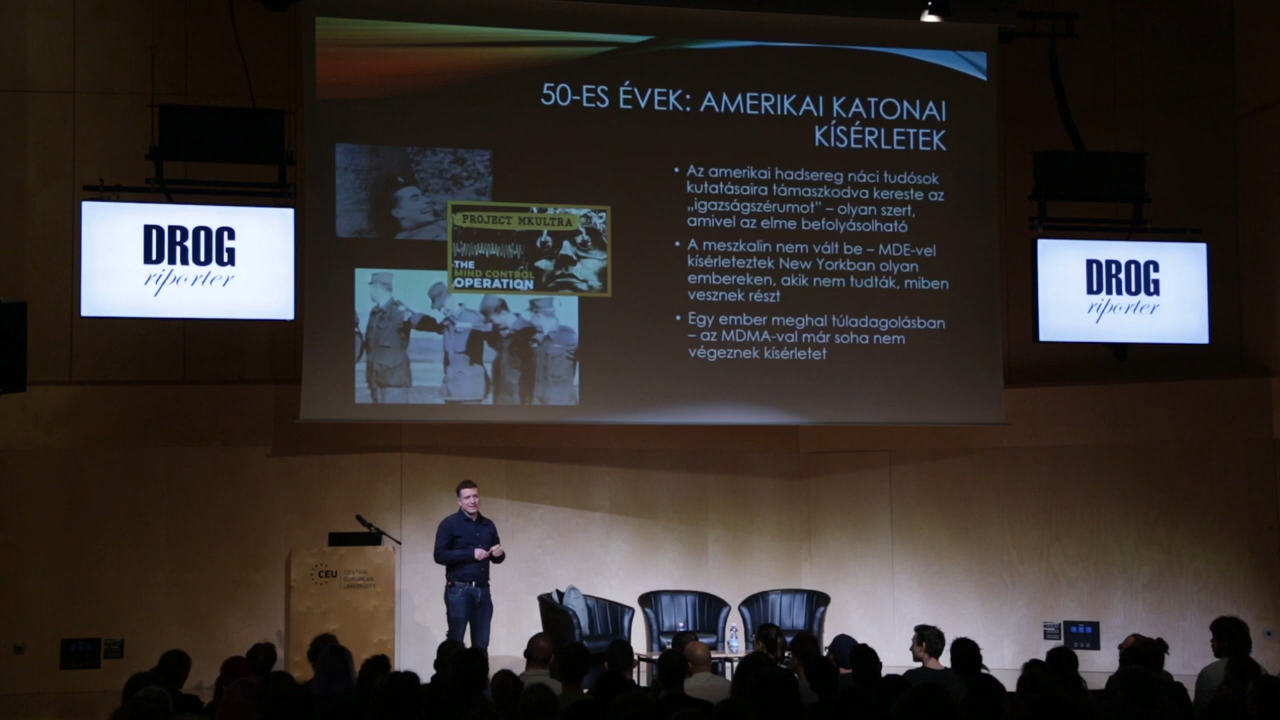 50-ES ÉVEK: AMERIKAI KATONAI
KÍSÉRLETEK
• Az amerikai hadsereg náci tudósok
kutatásaira támaszkodva kereste az
„igazságszérumot” – olyan szert,
amivel az elme befolyásolható
• A meszkalin nem vált be – MDE-vel
kísérleteztek New Yorkban olyan
embereken, akik nem tudták, miben
vesznek részt
• Egy ember meghal túladagolásban
– az MDMA-val már soha nem
végeznek kísérletet
PROJECT MKULTRA
THE
MIND CONTROL
OPERATION
DROG
riporter
DROG
riporter
CEU
CENTRAL
EUROPEAN
UNIVERSITY